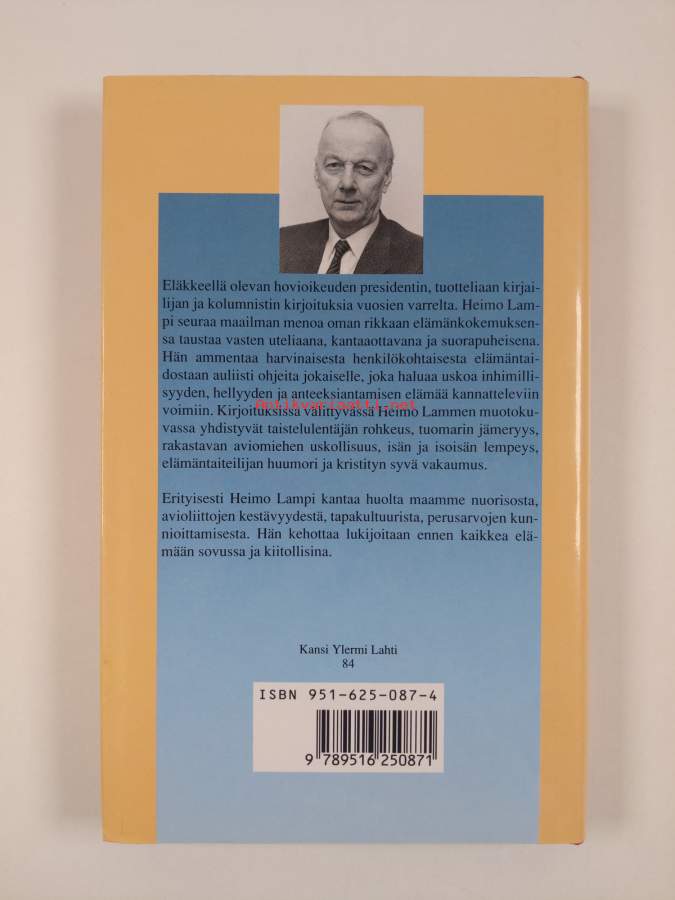 Eläkkeellä olevan hovioikeuden presidentin, tuotteliaan kirjai-
lijan ja kolumnistin kirjoituksia vuosien varrelta. Heimo Lam-
pi seuraa maailman menoa oman rikkaan elämänkokemuksen-
sa taustaa vasten uteliaana, kantaaottavana ja suorapuheisena.
Hän ammentaa harvinaisesta henkilökohtaisesta elämäntai-
dostaan auliisti ohjeita jokaiselle, joka haluaa uskoa inhimilli-
syyden, hellyyden ja anteeksiantamisen elämää kannatteleviin
antikvariaatti.net
voimiin. Kirjoituksissa välittyvässä Heimo Lammen muotoku-
vassa yhdistyvät taistelulentäjän rohkeus, tuomarin jämeryys,
rakastavan aviomiehen uskollisuus, isän ja isoisän lempeys,
elämäntaiteilijan huumori ja kristityn syvä vakaumus.
Erityisesti Heimo Lampi kantaa huolta maamme nuorisosta,
avioliittojen kestävyydestä, tapakultuurista, perusarvojen kun-
nioittamisesta. Hän kehottaa lukijoitaan ennen kaikkea elä-
mään sovussa ja kiitollisina.
Kansi Ylermi Lahti
84
ISBN 951-625-087-4
9 789516 250871